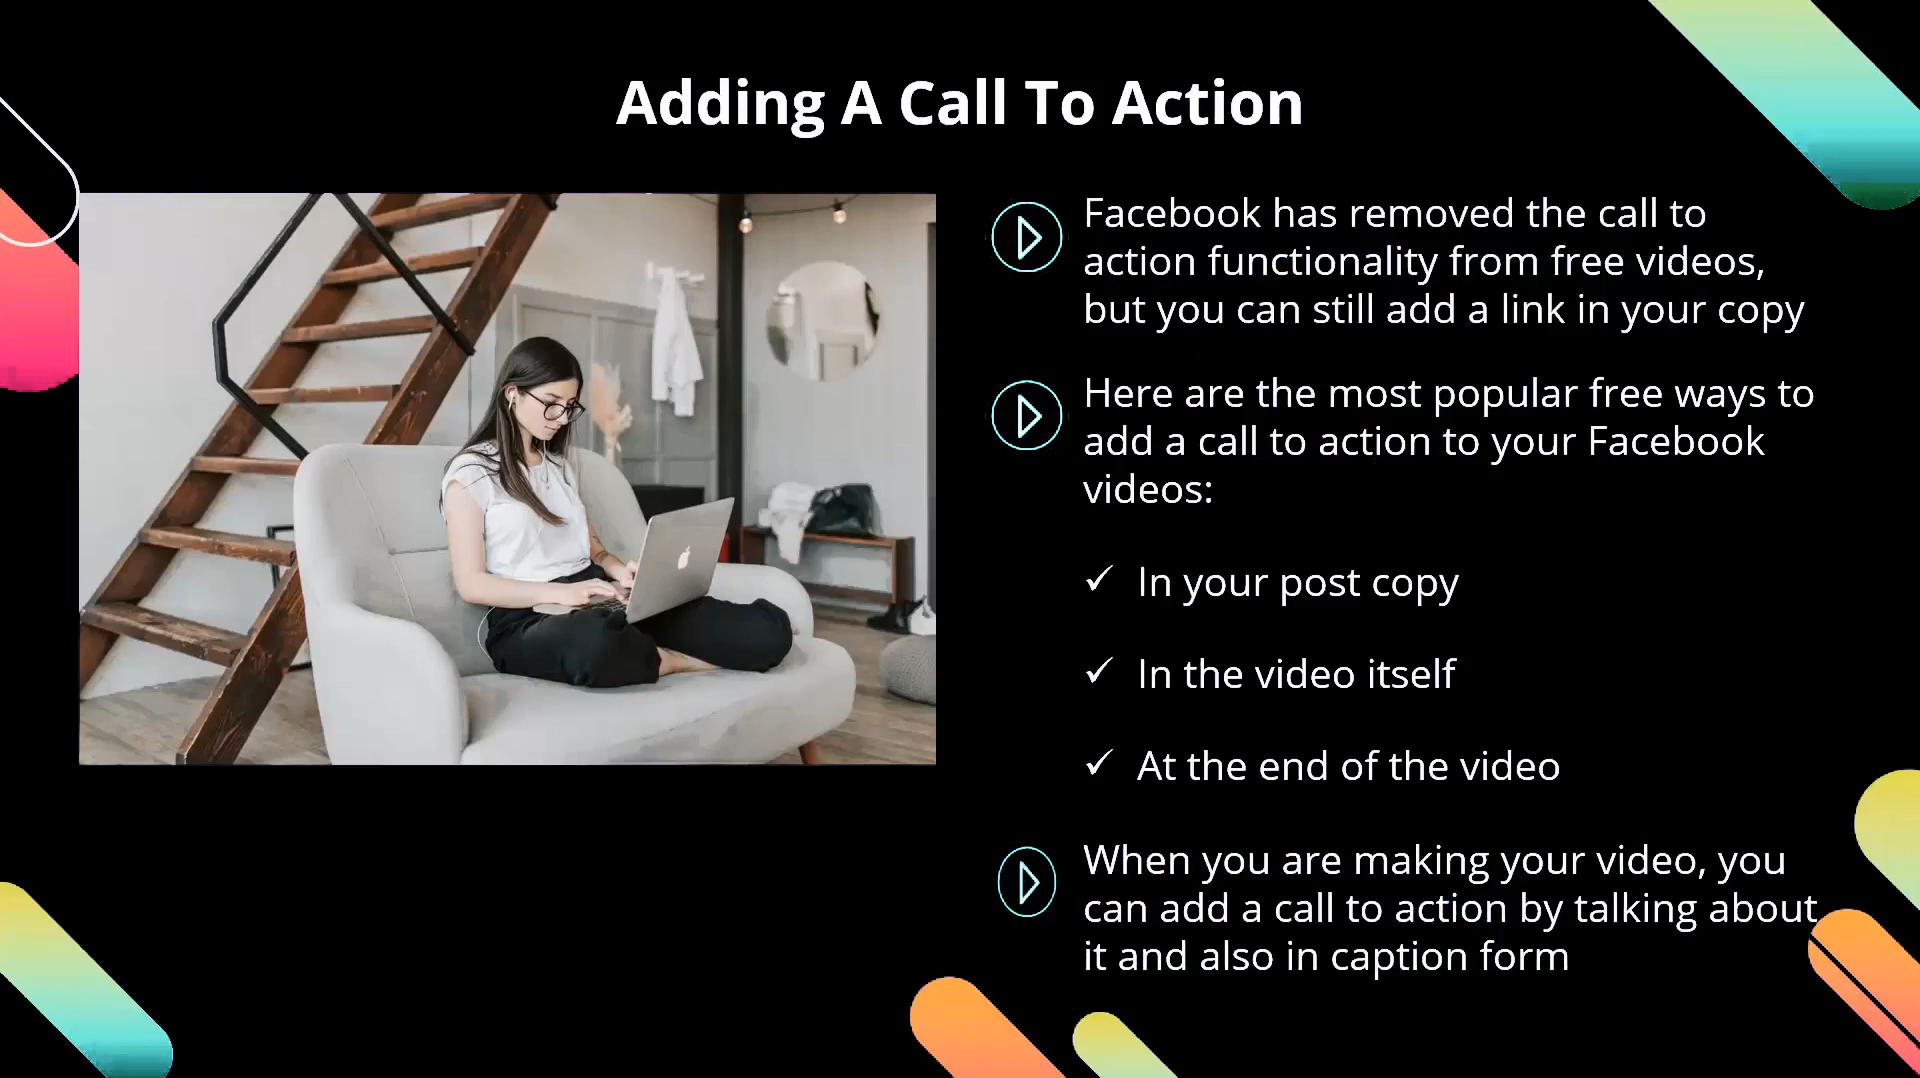 Adding A Call To Action
Facebook has removed the call to
action functionality from free videos,
but you can still add a link in your copy
Here are the most popular free ways to
add a call to action to your Facebook
videos:
✓ In your post copy
✓ In the video itself
✓ At the end of the video
When you are making your video, you
can add a call to action by talking about
it and also in caption form